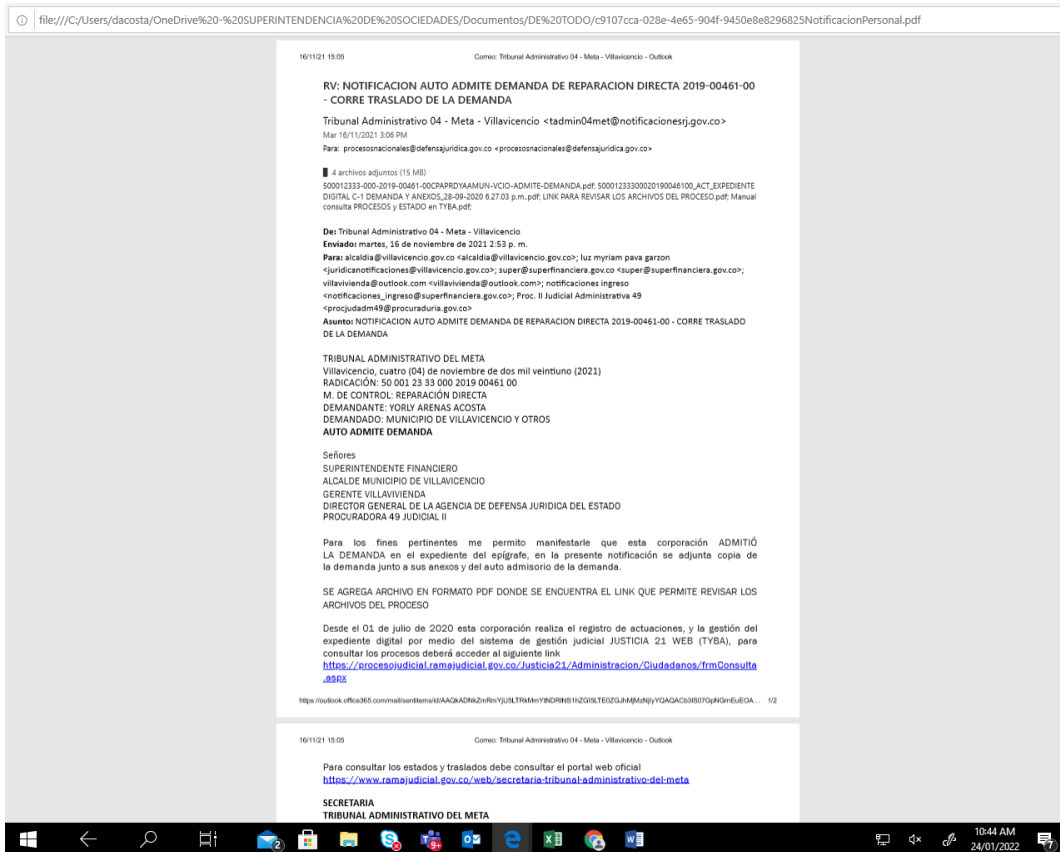 file:///C:/Users/dacosta/OneDrive%20-%20SUPERINTENDENCIA%20DE%20SOCIEDADES/Documentos/DE%20TODO/c9107cca-028e-4e65-904f-9450e8e8296825NotificacionPersonal.pdf
16/11/21 15:05 Correo: Tribunal Administrativo 04 - Meta - Villavicencio - Outlook
RV: NOTIFICACION AUTO ADMITE DEMANDA DE REPARACION DIRECTA 2019-00461-00
- CORRE TRASLADO DE LA DEMANDA
Tribunal Administrativo 04 - Meta - Villavicencio <tadmin04met@notificacionesrj.gov.co>
Mar 16/11/2021 3:06 PM
Para: procesosnacionales@defensajuridica.gov.co <procesosnacionales@defensajuridica.gov.co>
4 archivos adjuntos (15 MB)
500012333-000-2019-00461-00CPAPRDYAAMUN-VCIO-ADMITE-DEMANDA.pdf; 50001233300020190046100_ACT_EXPEDIENTE
DIGITAL C-1 DEMANDA Y ANEXOS_28-09-2020 6.27.03 p.m..pdf; LINK PARA REVISAR LOS ARCHIVOS DEL PROCESO.pdf; Manual
consulta PROCESOS y ESTADO en TYBA.pdf;
De: Tribunal Administrativo 04 - Meta - Villavicencio
Enviado: martes, 16 de noviembre de 2021 2:53 p. m.
Para: alcaldia@villavicencio.gov.co <alcaldia@villavicencio.gov.co>; luz myriam pava garzon
<juridicanotificaciones@villavicencio.gov.co>; super@superfinanciera.gov.co <super@superfinanciera.gov.co>;
villavivienda@outlook.com <villavivienda@outlook.com>; notificaciones ingreso
<notificaciones_ingreso@superfinanciera.gov.co>; Proc. II Judicial Administrativa 49
<procjudadm49@procuraduria.gov.co>
Asunto: NOTIFICACION AUTO ADMITE DEMANDA DE REPARACION DIRECTA 2019-00461-00 - CORRE TRASLADO
DE LA DEMANDA
TRIBUNAL ADMINISTRATIVO DEL META
Villavicencio, cuatro (04) de noviembre de dos mil veintiuno (2021)
RADICACIÓN: 50 001 23 33 000 2019 00461 00
M. DE CONTROL: REPARACIÓN DIRECTA
DEMANDANTE: YORLY ARENAS ACOSTA
DEMANDADO: MUNICIPIO DE VILLAVICENCIO Y OTROS
AUTO ADMITE DEMANDA
Señores
SUPERINTENDENTE FINANCIERO
ALCALDE MUNICIPIO DE VILLAVICENCIO
GERENTE VILLAVIVIENDA
DIRECTOR GENERAL DE LA AGENCIA DE DEFENSA JURIDICA DEL ESTADO
PROCURADORA 49 JUDICIAL II
Para los fines pertinentes me permito manifestarle que esta corporación ADMITIÓ
LA DEMANDA en el expediente del epígrafe, en la presente notificación se adjunta copia de
la demanda junto a sus anexos y del auto admisorio de la demanda.
SE AGREGA ARCHIVO EN FORMATO PDF DONDE SE ENCUENTRA EL LINK QUE PERMITE REVISAR LOS
ARCHIVOS DEL PROCESO
Desde el 01 de julio de 2020 esta corporación realiza el registro de actuaciones, y la gestión del
expediente digital por medio del sistema de gestión judicial JUSTICIA 21 WEB (TYBA), para
consultar los procesos deberá acceder al siguiente link
https://procesojudicial.ramajudicial.gov.co/Justicia21/Administracion/Ciudadanos/frmConsulta
.aspx
1/2
16/11/21 15:05 Correo: Tribunal Administrativo 04 - Meta - Villavicencio - Outlook
Para consultar los estados y traslados debe consultar el portal web oficial
https://www.ramajudicial.gov.co/web/secretaria-tribunal-administrativo-del-meta
SECRETARIA
TRIBUNAL ADMINISTRATIVO DEL META
10:44 AM
24/01/2022